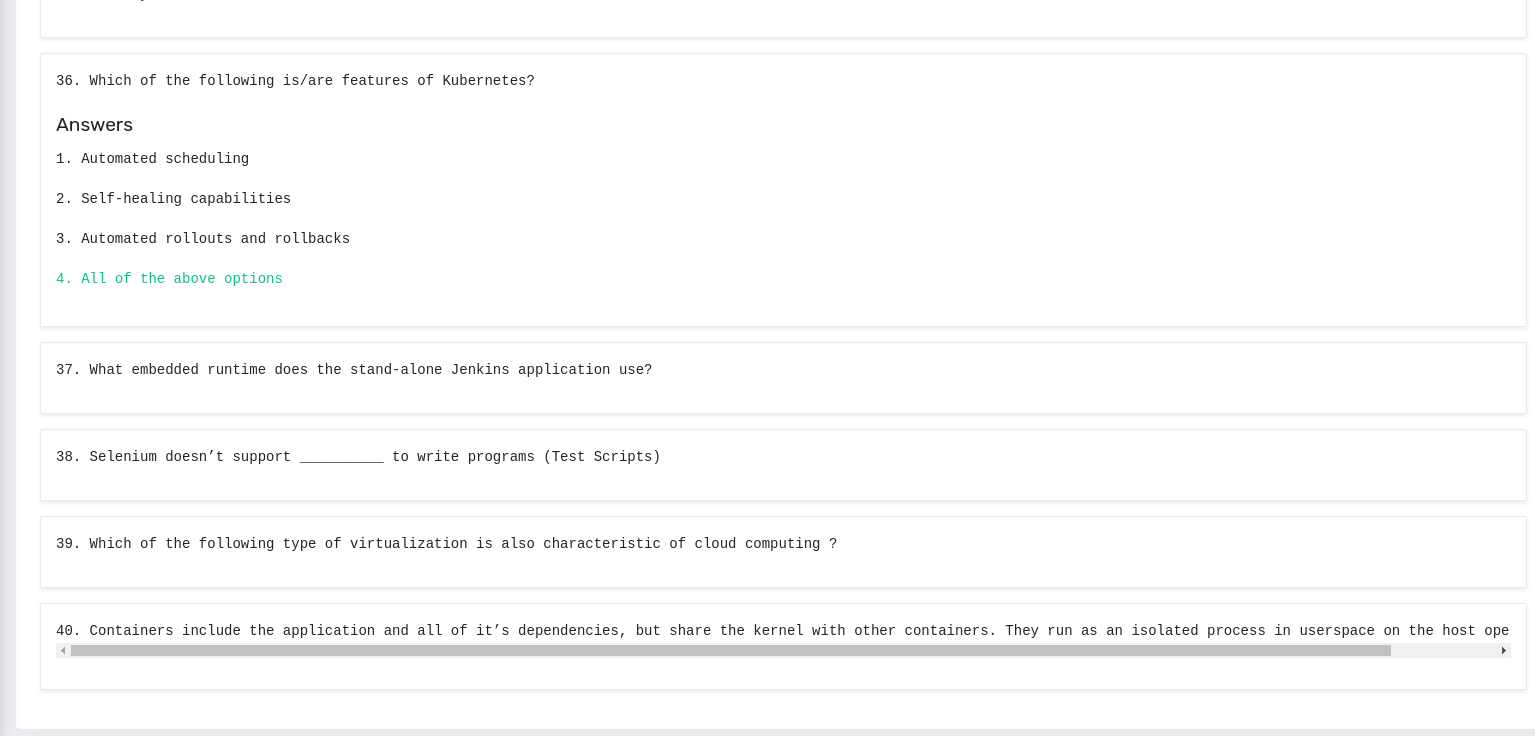 36. Which of the following is/are features of Kubernetes?
Answers
1. Automated scheduling
2. Self-healing capabilities
3. Automated rollouts and rollbacks
4. All of the above options
37. What embedded runtime does the stand-alone Jenkins application use?
38. Selenium doesn’t support __________ to write programs (Test Scripts)
39. Which of the following type of virtualization is also characteristic of cloud computing ?
40. Containers include the application and all of it’s dependencies, but share the kernel with other containers. They run as an isolated process in userspace on the host ope